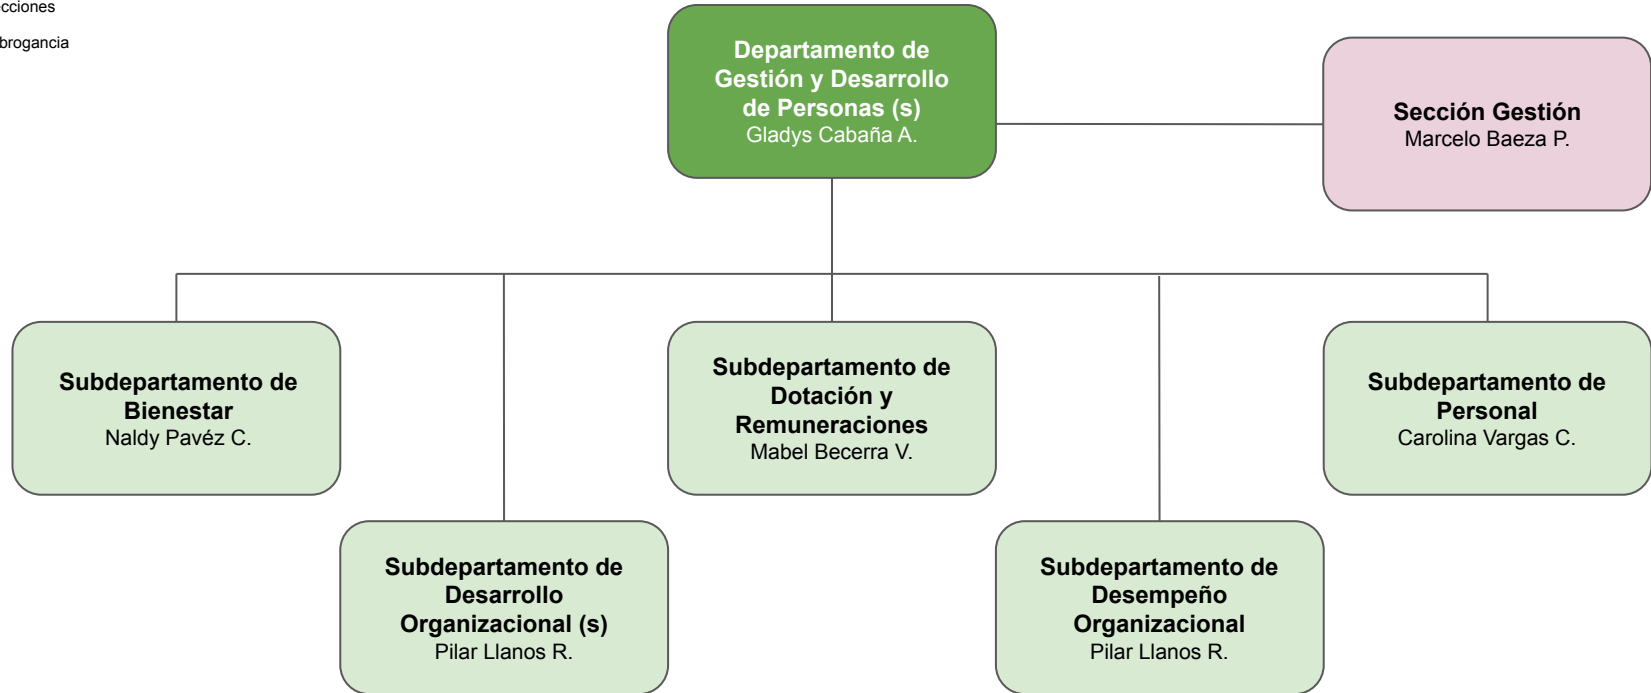 ecciones
brogancia
Departamento de
Gestión y Desarrollo
de Personas (s)
Gladys Cabaña A.
Sección Gestión
Marcelo Baeza P.
Subdepartamento de
Bienestar
Naldy Pavéz C.
Subdepartamento de
Dotación y
Remuneraciones
Mabel Becerra V.
Subdepartamento de
Personal
Carolina Vargas C.
Subdepartamento de
Desarrollo
Organizacional (s)
Pilar Llanos R.
Subdepartamento de
Desempeño
Organizacional
Pilar Llanos R.